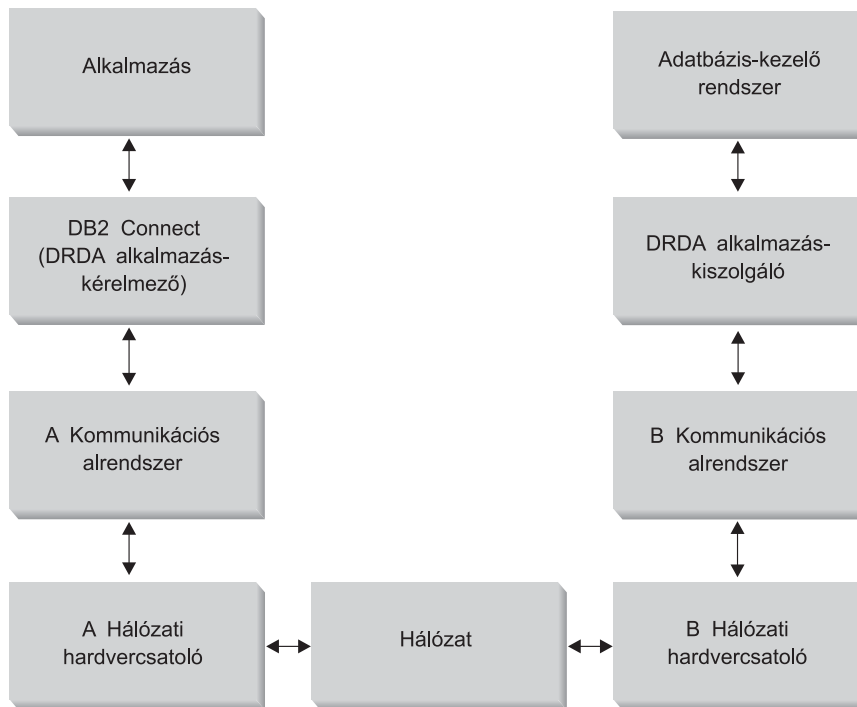 Alkalmazás
Adatbázis-kezelő
rendszer
DB2 Connect
(DRDA alkalmazás-
kérelmező)
DRDA alkalmazás-
kiszolgáló
A Kommunikációs
alrendszer
B Kommunikációs
alrendszer
A Hálózati
hardvercsatoló
Hálózat
B Hálózati
hardvercsatoló